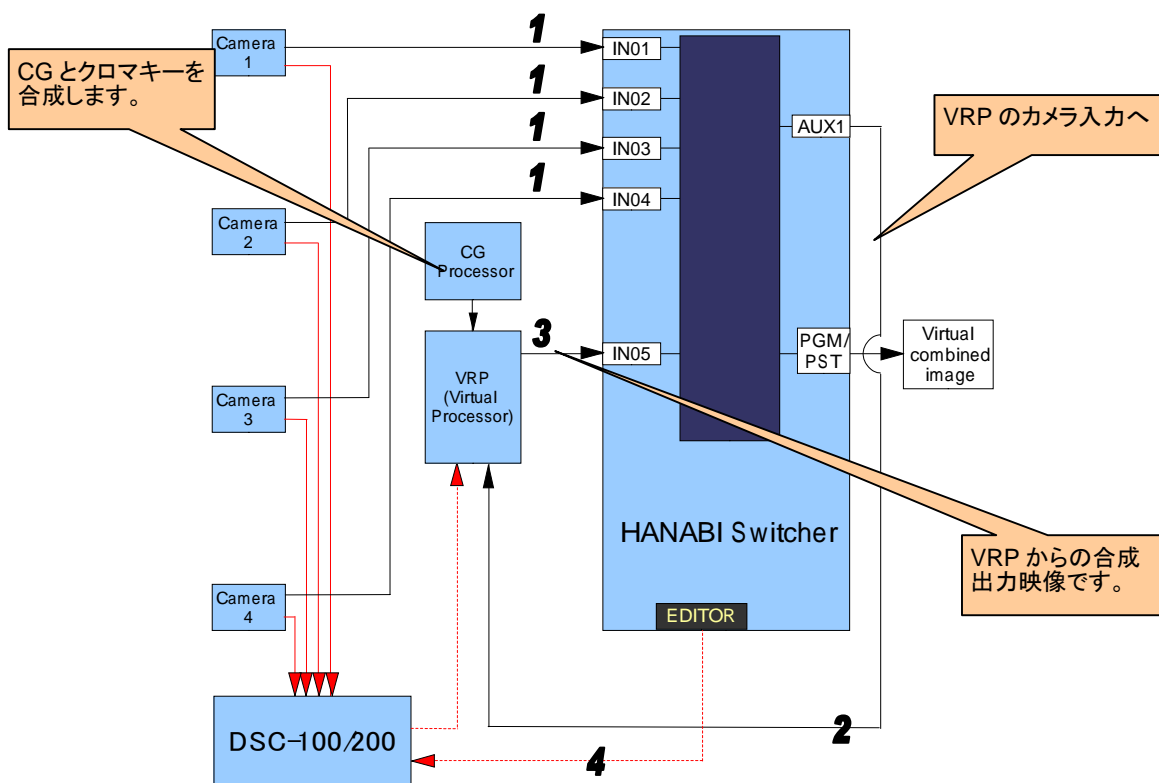 Camera
1
CG とクロマキーを
合成します。
1
IN01
1
IN02
1
IN03
1
IN04
AUX1
VRP のカメラ入力へ
Camera
2
CG
Processor
VRP
(Virtual
Processor)
3
IN05
PGM/
PST
Virtual
combined
image
Camera
3
HANABI Switcher
VRP からの合成
出力映像です。
Camera
4
EDITOR
DSC-100/200
2
4